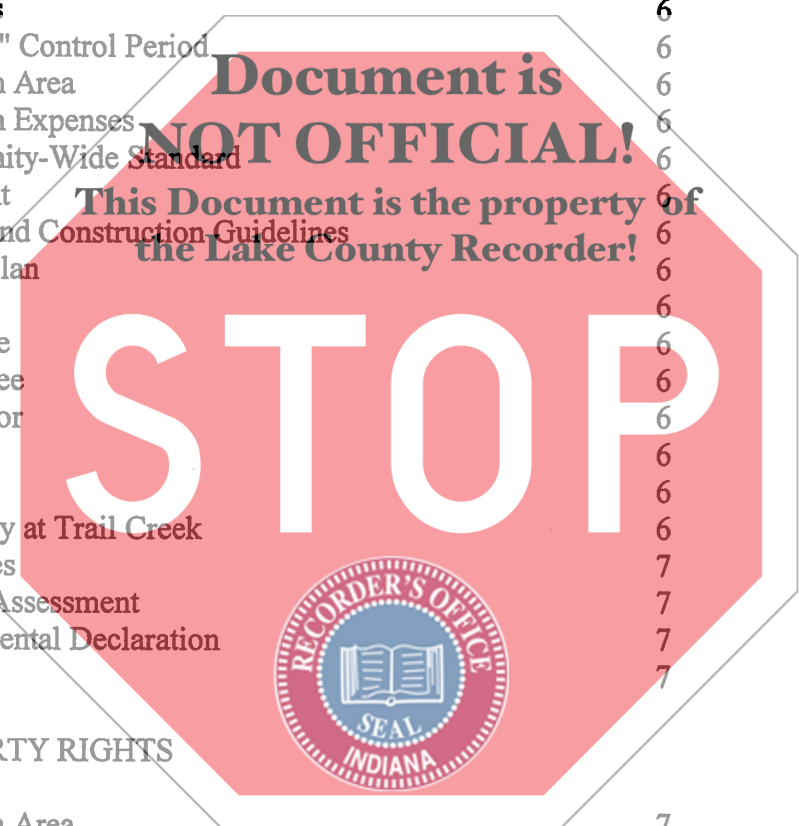 s 6
" Control Period 6
n Area 6
n Expenses 6
nity-Wide Standard 6
t 6
nd Construction Guidelines 6
lan 6
6
e 6
ee 6
or 6
6
6
y at Trail Creek 6
es 7
Assessment 7
ental Declaration 7
7
RTY RIGHTS
n Area 7
Document is
NOT OFFICIAL!
This Document is the property of
the Lake County Recorder!
STOP
RECORDER'S OFFICE
SEAL
INDIANA